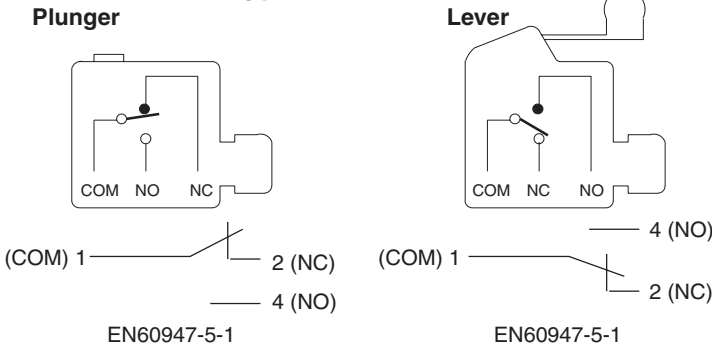 Plunger
COM NO NC
(COM) 1
2 (NC)
4 (NO)
EN60947-5-1
Lever
COM NC NO
4 (NO)
(COM) 1
2 (NC)
EN60947-5-1